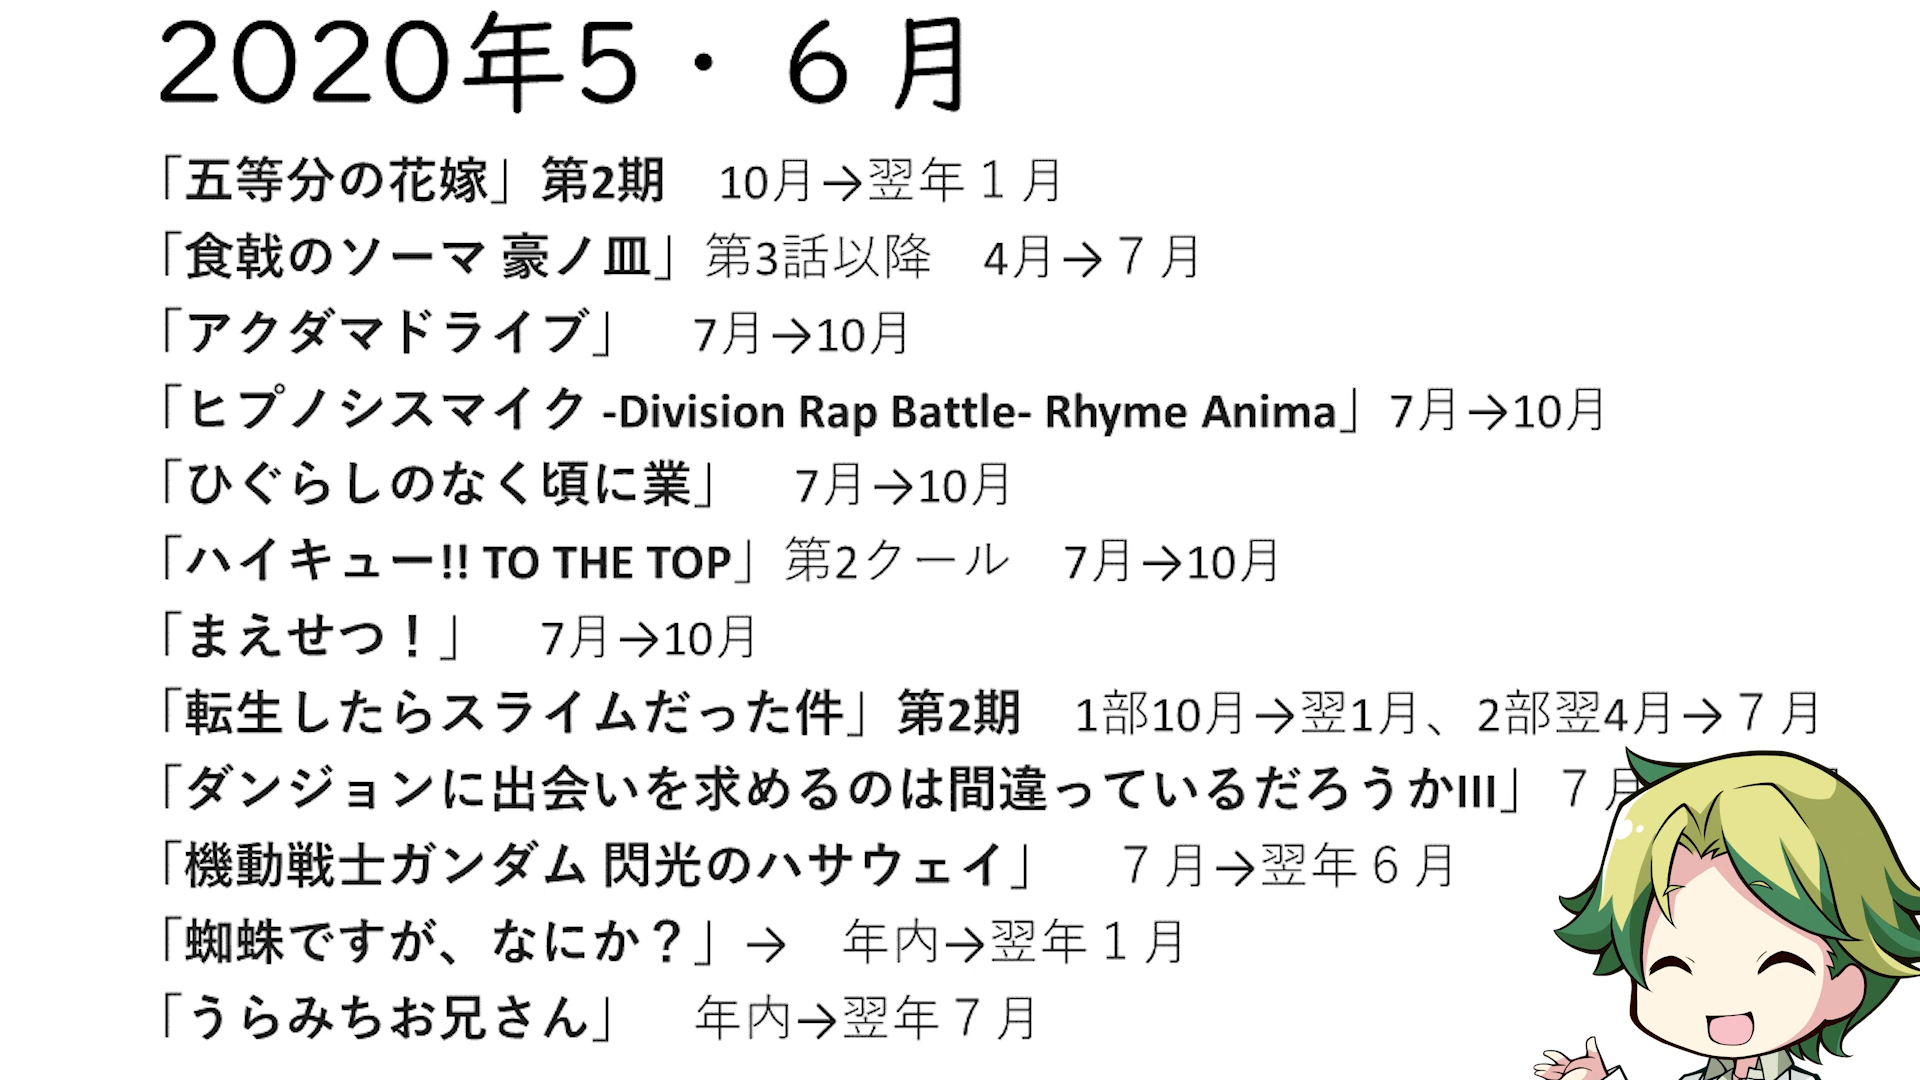 2020年5・６月
「五等分の花嫁」第2期　10月→翌年１月
「食戟のソーマ 豪ノ皿」第3話以降　4月→７月
「アクダマドライブ」　7月→10月
「ヒプノシスマイク -Division Rap Battle- Rhyme Anima」7月→10月
「ひぐらしのなく頃に業」　7月→10月
「ハイキュー!! TO THE TOP」第2クール　7月→10月
「まえせつ！」　7月→10月
「転生したらスライムだった件」第2期　1部10月→翌1月、2部翌4月→７月
「ダンジョンに出会いを求めるのは間違っているだろうかIII」７月
「機動戦士ガンダム 閃光のハサウェイ」　７月→翌年６月
「蜘蛛ですが、なにか？」→　年内→翌年１月
「うらみちお兄さん」　年内→翌年７月